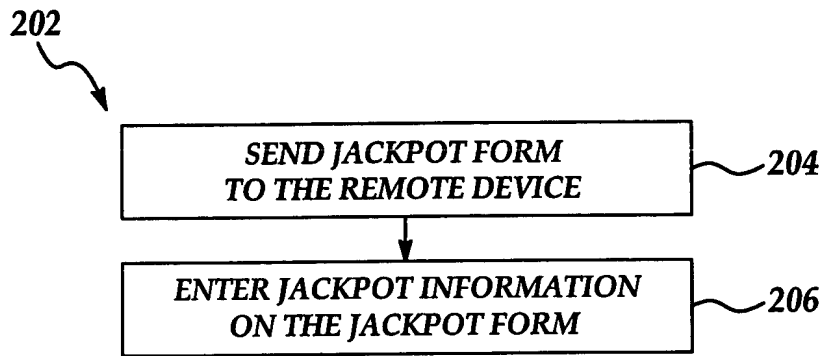 202
SEND JACKPOT FORM
TO THE REMOTE DEVICE
204
ENTER JACKPOT INFORMATION
ON THE JACKPOT FORM
206